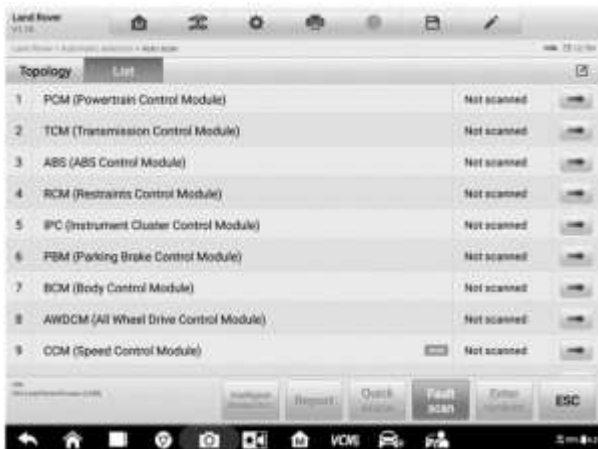 Land Rover
Topology List
1 PCM (Powertrain Control Module) Not scanned
2 TCM (Transmission Control Module) Not scanned
3 ABS (ABS Control Module) Not scanned
4 RCM (Restraints Control Module) Not scanned
5 IPC (Instrument Cluster Control Module) Not scanned
6 PBM (Parking Brake Control Module) Not scanned
7 BCM (Body Control Module) Not scanned
8 AWDCM (All Wheel Drive Control Module) Not scanned
9 CCM (Speed Control Module) Not scanned
Report Fault scan ESC
VCMI